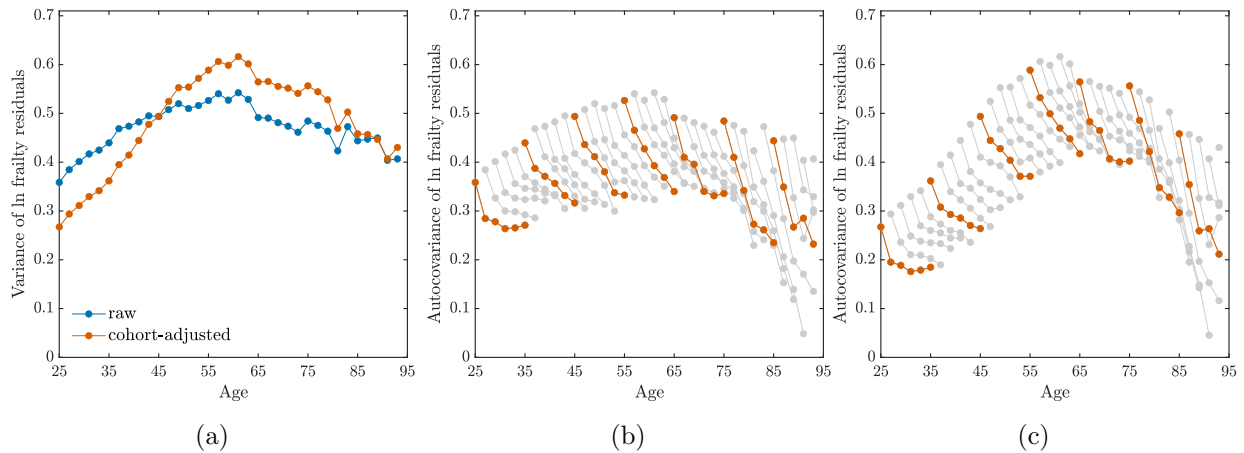 Variance of ln frailty residuals
0.7
0.6
0.5
0.4
0.3
0.2
0.1
0
25 35 45 55 65 75 85 95
Age
raw
cohort-adjusted
(a)
Autocovariance of ln frailty residuals
0.7
0.6
0.5
0.4
0.3
0.2
0.1
0
25 35 45 55 65 75 85 95
Age
(b)
Autocovariance of ln frailty residuals
0.7
0.6
0.5
0.4
0.3
0.2
0.1
0
25 35 45 55 65 75 85 95
Age
(c)